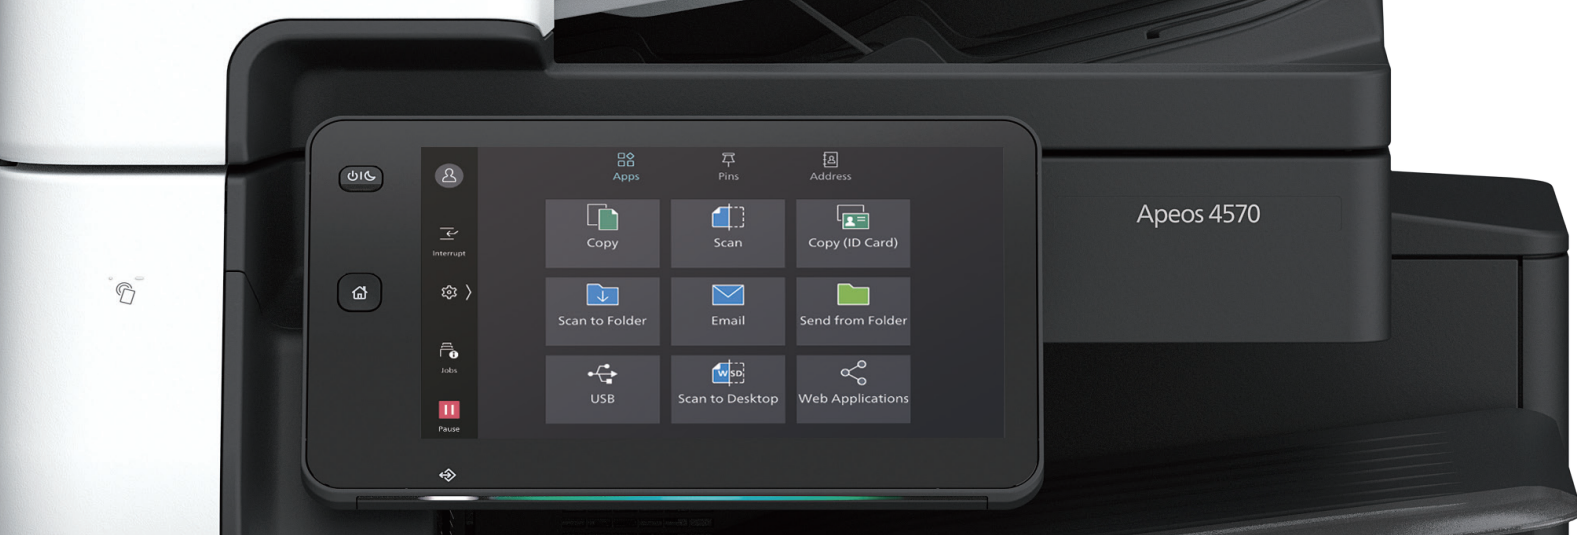 Apps
Pins
Address
Interrupt
Jobs
Pause
Copy
Scan
Copy (ID Card)
Scan to Folder
Email
Send from Folder
USB
WSD
Scan to Desktop
Web Applications
Apeos 4570